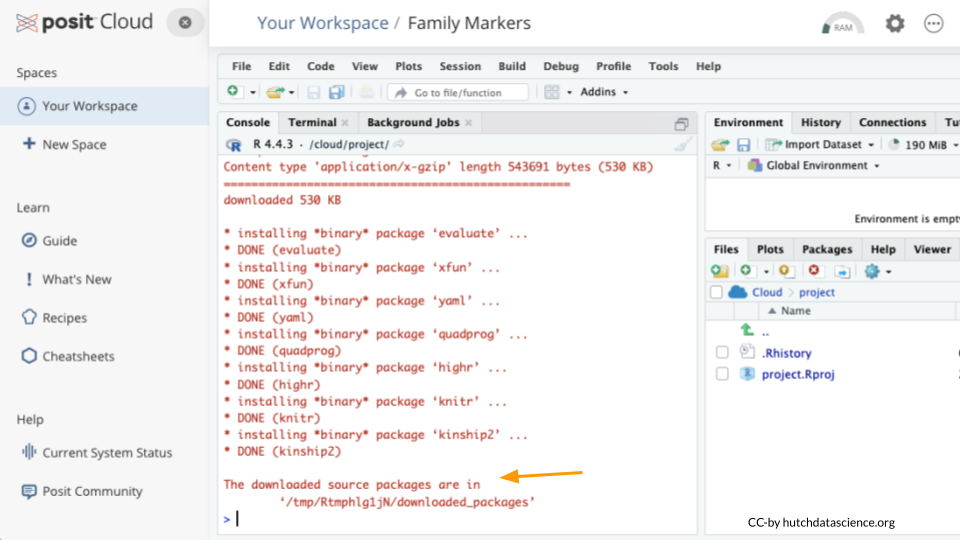 posit Cloud
Your Workspace / Family Markers
RAM
Spaces
Your Workspace
New Space
Learn
Guide
What's New
Recipes
Cheatsheets
Help
Current System Status
Posit Community
File Edit Code View Plots Session Build Debug Profile Tools Help
Go to file/function
Addins
Console Terminal Background Jobs
R 4.4.3 · /cloud/project/
Content type 'application/x-gzip' length 543691 bytes (530 KB)
==================================================
downloaded 530 KB
* installing *binary* package ‘evaluate’ ...
* DONE (evaluate)
* installing *binary* package ‘xfun’ ...
* DONE (xfun)
* installing *binary* package ‘yaml’ ...
* DONE (yaml)
* installing *binary* package ‘quadprog’ ...
* DONE (quadprog)
* installing *binary* package ‘highr’ ...
* DONE (highr)
* installing *binary* package ‘knitr’ ...
* DONE (knitr)
* installing *binary* package ‘kinship2’ ...
* DONE (kinship2)
The downloaded source packages are in
‘/tmp/Rtmphlg1jN/downloaded_packages’
>
Environment History Connections Tu
Import Dataset 190 MiB
R Global Environment
Environment is empt
Files Plots Packages Help Viewer
Cloud > project
Name
..
.Rhistory
project.Rproj
CC-by hutchdatascience.org